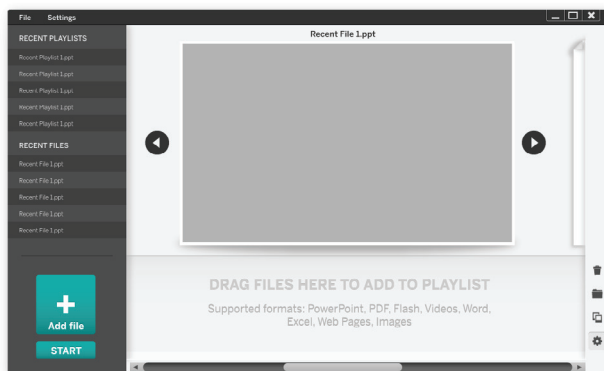 File Settings
RECENT PLAYLISTS
Recent Playlist 1.ppt
Recent Playlist 1.ppt
Recent Playlist 1.ppt
Recent Playlist 1.ppt
Recent Playlist 1.ppt
RECENT FILES
Recent File 1.ppt
Recent File 1.ppt
Recent File 1.ppt
Recent File 1.ppt
Recent File 1.ppt
Add file
START
Recent File 1.ppt
DRAG FILES HERE TO ADD TO PLAYLIST
Supported formats: PowerPoint, PDF, Flash, Videos, Word,
Excel, Web Pages, Images